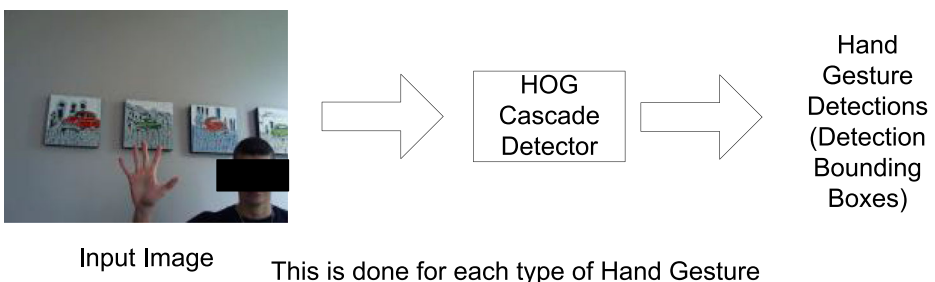 HOG
Cascade
Detector
Hand
Gesture
Detections
(Detection
Bounding
Boxes)
Input Image
This is done for each type of Hand Gesture